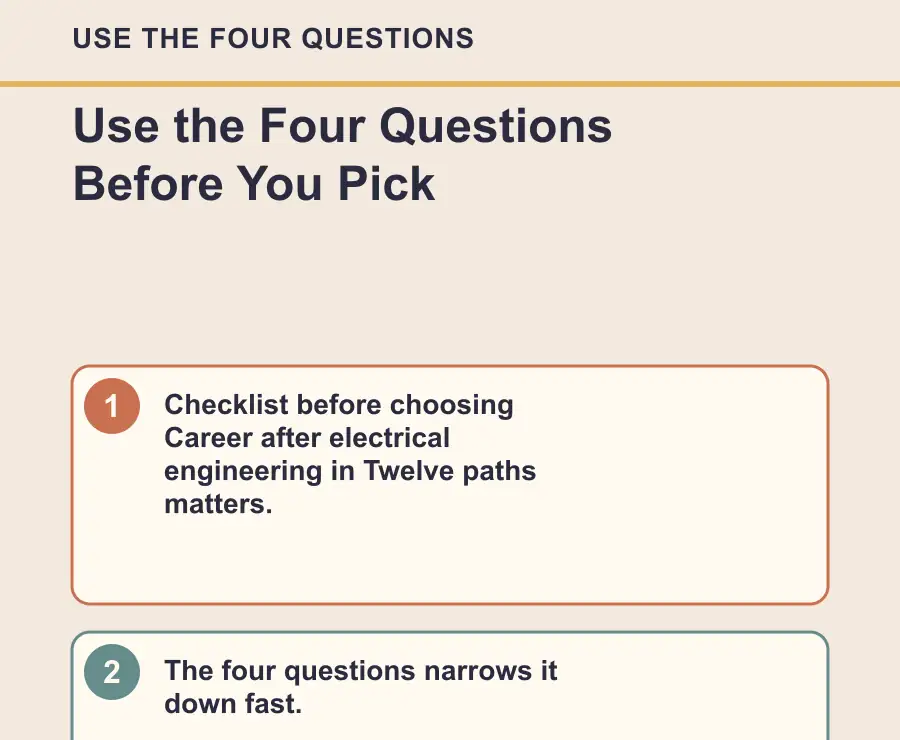 USE THE FOUR QUESTIONS
Use the Four Questions
Before You Pick
1
Checklist before choosing
Career after electrical
engineering in Twelve paths
matters.
2
The four questions narrows it
down fast.